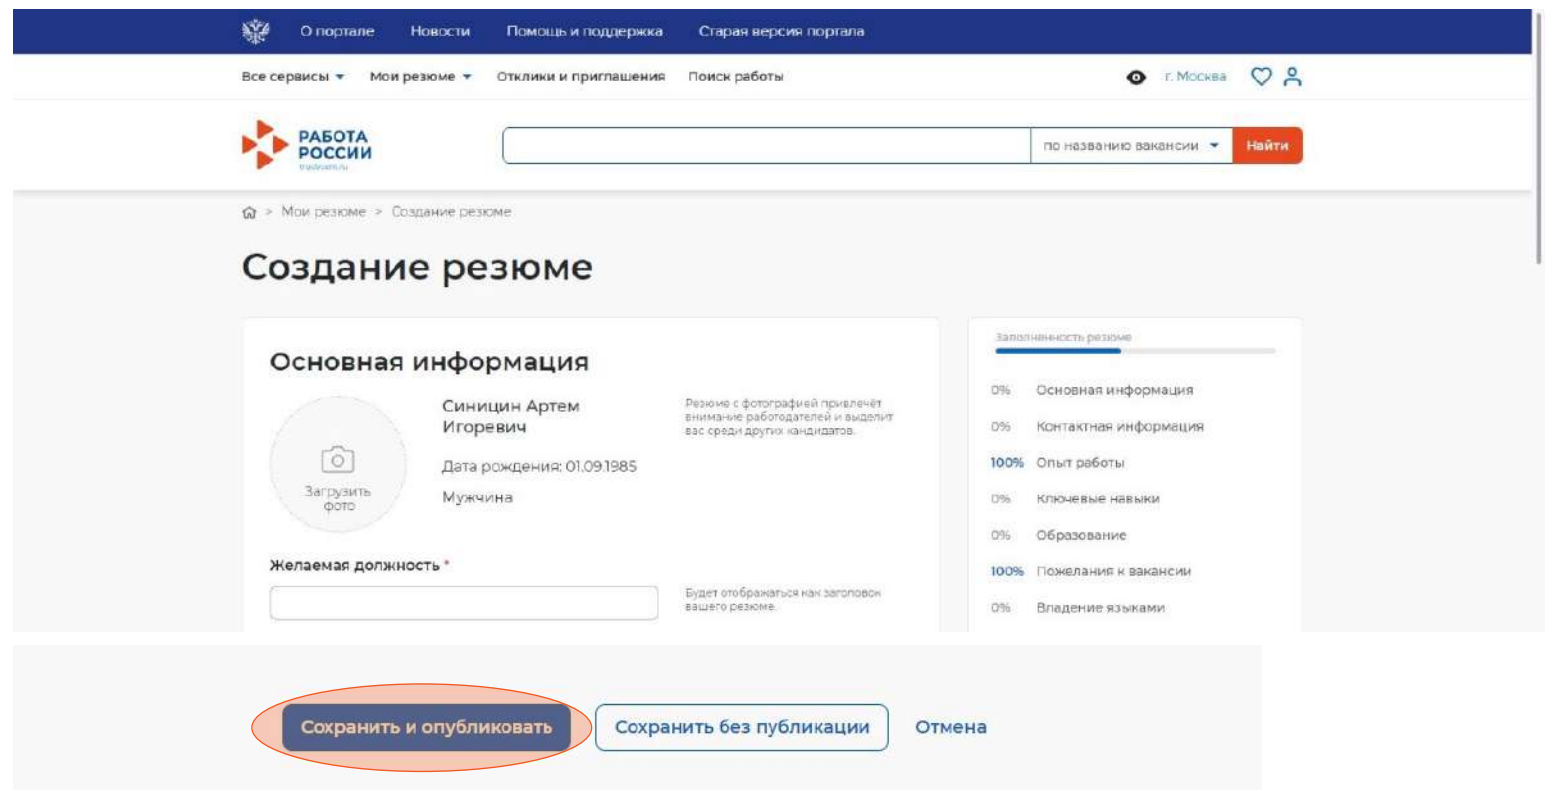 О портале Новости Помощь и поддержка Старая версия портала
Все сервисы Мои резюме Отклики и приглашения Поиск работы г. Москва
РАБОТА
РОССИИ
trudvsem.ru
по названию вакансии Найти
> Мои резюме > Создание резюме
Создание резюме
Основная информация
Загрузить
фото
Синицин Артем
Игоревич
Дата рождения: 01.09.1985
Мужчина
Резюме с фотографией привлечёт
внимание работодателей и выделит
вас среди других кандидатов.
Желаемая должность *
Будет отображаться как заголовок
вашего резюме.
Заполненность резюме
0% Основная информация
0% Контактная информация
100% Опыт работы
0% Ключевые навыки
0% Образование
100% Пожелания к вакансии
0% Владение языками
Сохранить и опубликовать Сохранить без публикации Отмена